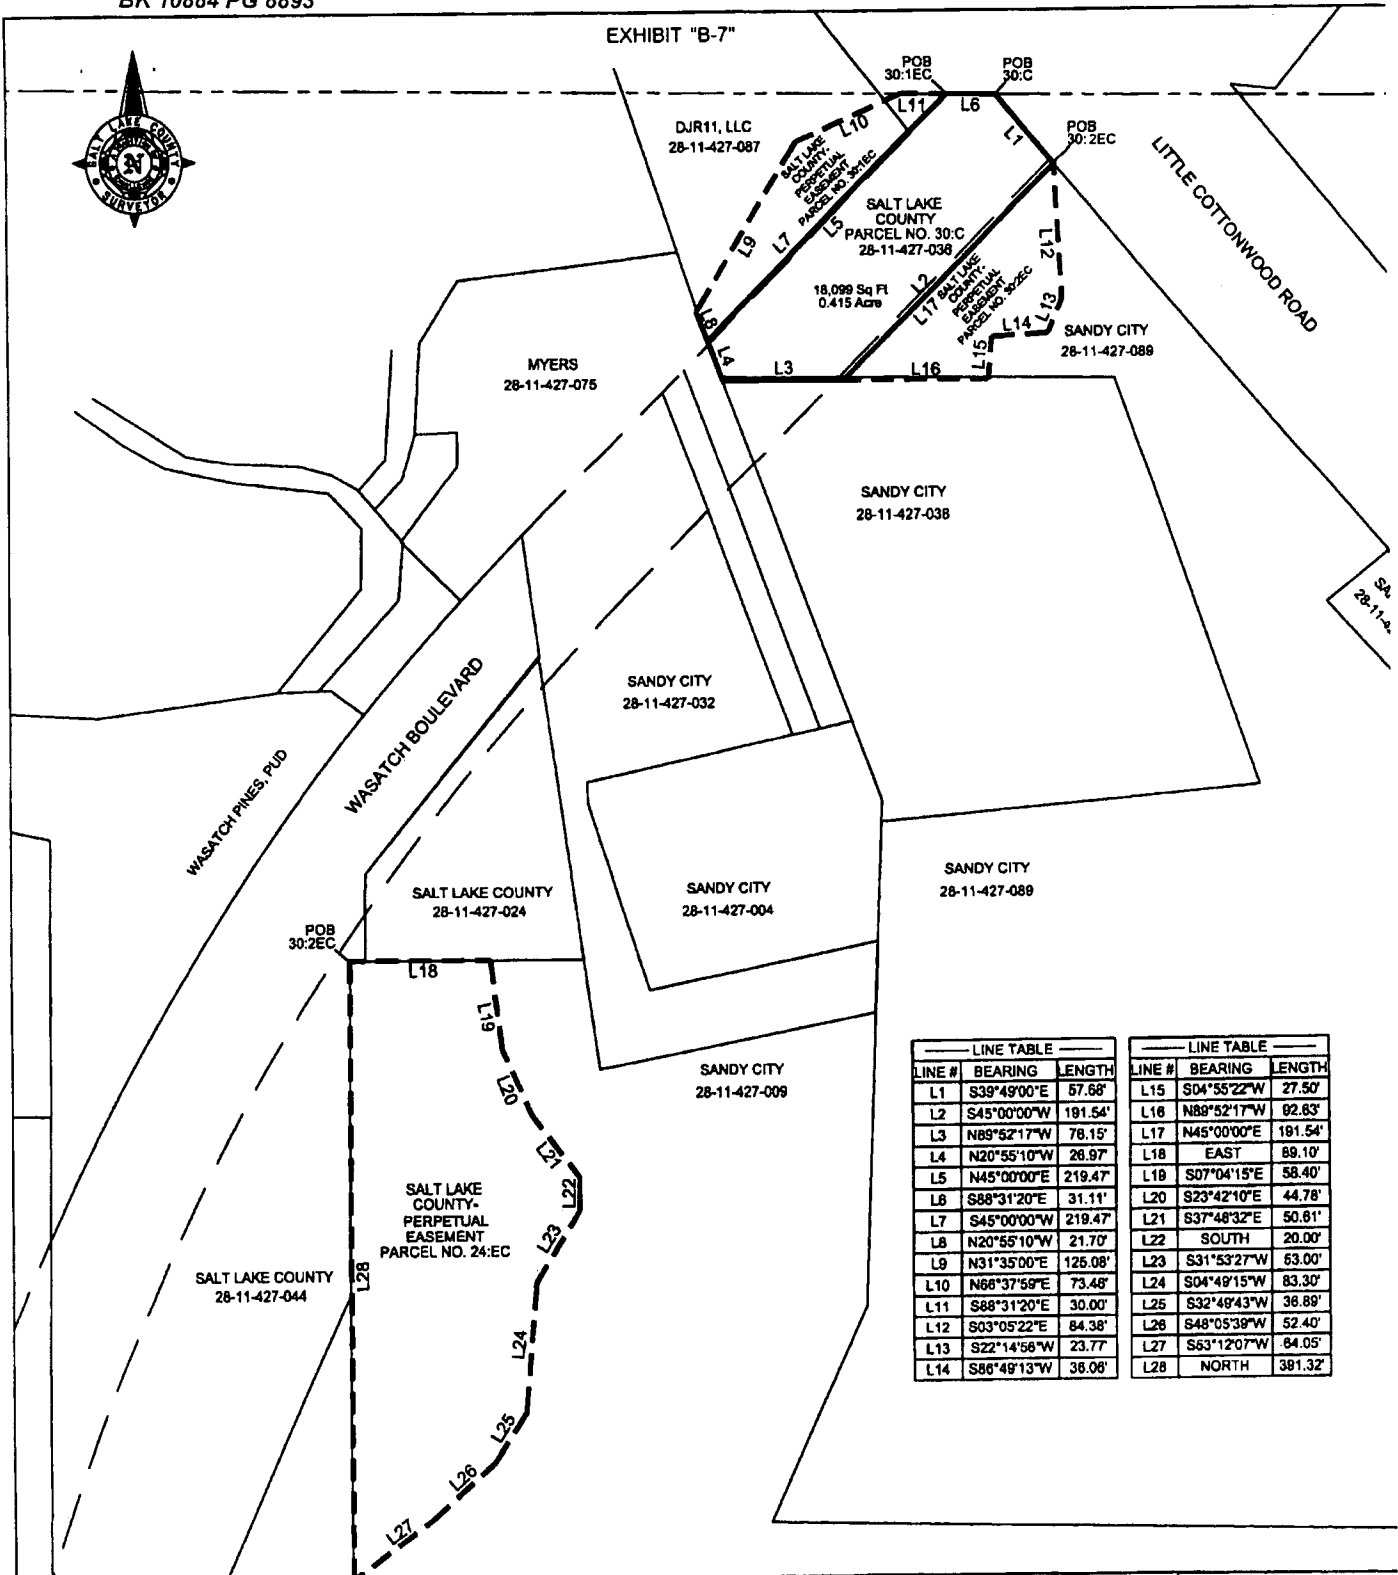 BK 10884 PG 6893
EXHIBIT "B-7"
SALT LAKE COUNTY
N
SURVEYOR
POB
30:1EC
POB
30:C
POB
30:2EC
L11
L6
L10
L1
DJR11, LLC
28-11-427-087
SALT LAKE
COUNTY-
PERPETUAL
EASEMENT
PARCEL NO. 30:1EC
L9
L7
L5
SALT LAKE
COUNTY
PARCEL NO. 30:C
28-11-427-036
18,099 Sq Ft
0.415 Acre
L2
L17
SALT LAKE
COUNTY-
PERPETUAL
EASEMENT
PARCEL NO. 30:2EC
L12
L13
L14
L15
L8
L4
L3
L16
LITTLE COTTONWOOD ROAD
SANDY CITY
28-11-427-089
MYERS
28-11-427-075
SANDY CITY
28-11-427-038
28-11-4
SANDY CITY
28-11-427-032
WASATCH BOULEVARD
WASATCH PINES, PUD
SALT LAKE COUNTY
28-11-427-024
SANDY CITY
28-11-427-004
SANDY CITY
28-11-427-089
POB
30:2EC
L18
L19
L20
L21
L22
L23
L24
L25
L26
L27
L28
SANDY CITY
28-11-427-009
SALT LAKE
COUNTY-
PERPETUAL
EASEMENT
PARCEL NO. 24:EC
SALT LAKE COUNTY
28-11-427-044
LINE TABLE
LINE # BEARING LENGTH
L1 S39°49'00"E 57.68'
L2 S45°00'00"W 191.54'
L3 N89°52'17"W 76.15'
L4 N20°55'10"W 26.97'
L5 N45°00'00"E 219.47'
L6 S88°31'20"E 31.11'
L7 S45°00'00"W 219.47'
L8 N20°55'10"W 21.70'
L9 N31°35'00"E 125.08'
L10 N66°37'59"E 73.46'
L11 S88°31'20"E 30.00'
L12 S03°05'22"E 84.38'
L13 S22°14'56"W 23.77'
L14 S86°49'13"W 36.06'
LINE TABLE
LINE # BEARING LENGTH
L15 S04°55'22"W 27.50'
L16 N89°52'17"W 92.63'
L17 N45°00'00"E 191.54'
L18 EAST 89.10'
L19 S07°04'15"E 58.40'
L20 S23°42'10"E 44.78'
L21 S37°48'32"E 50.61'
L22 SOUTH 20.00'
L23 S31°53'27"W 53.00'
L24 S04°49'15"W 83.30'
L25 S32°49'43"W 36.89'
L26 S48°05'39"W 52.40'
L27 S53°12'07"W 64.05'
L28 NORTH 391.32'